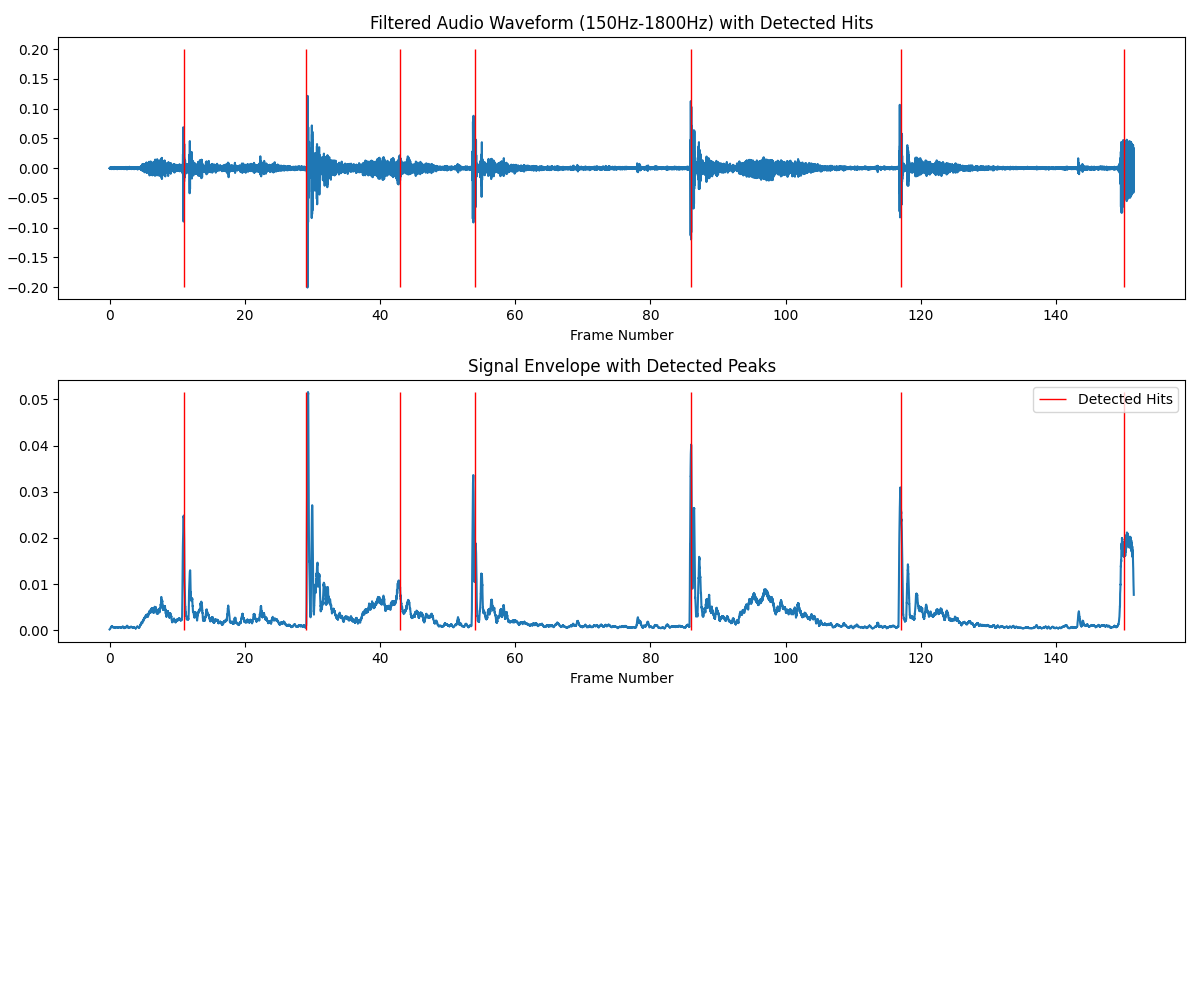 Filtered Audio Waveform (150Hz-1800Hz) with Detected Hits
0.20
0.15
0.10
0.05
0.00
−0.05
−0.10
−0.15
−0.20
0 20 40 60 80 100 120 140
Frame Number
Signal Envelope with Detected Peaks
Detected Hits
0.05
0.04
0.03
0.02
0.01
0.00
0 20 40 60 80 100 120 140
Frame Number